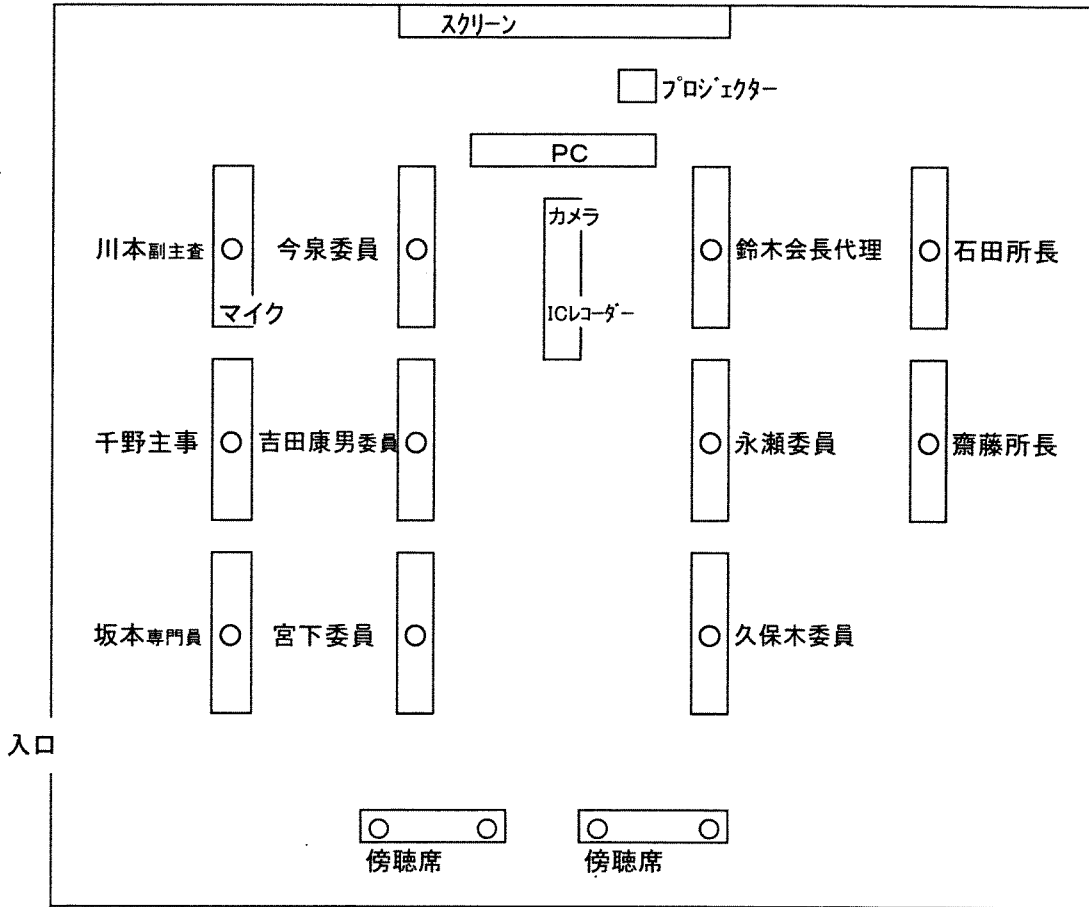 スクリーン
プロジェクター
PC
カメラ
川本副主査 今泉委員 鈴木会長代理 石田所長
マイク ICレコーダー
千野主事 吉田康男委員 永瀬委員 齋藤所長
坂本専門員 宮下委員 久保木委員
入口
傍聴席 傍聴席